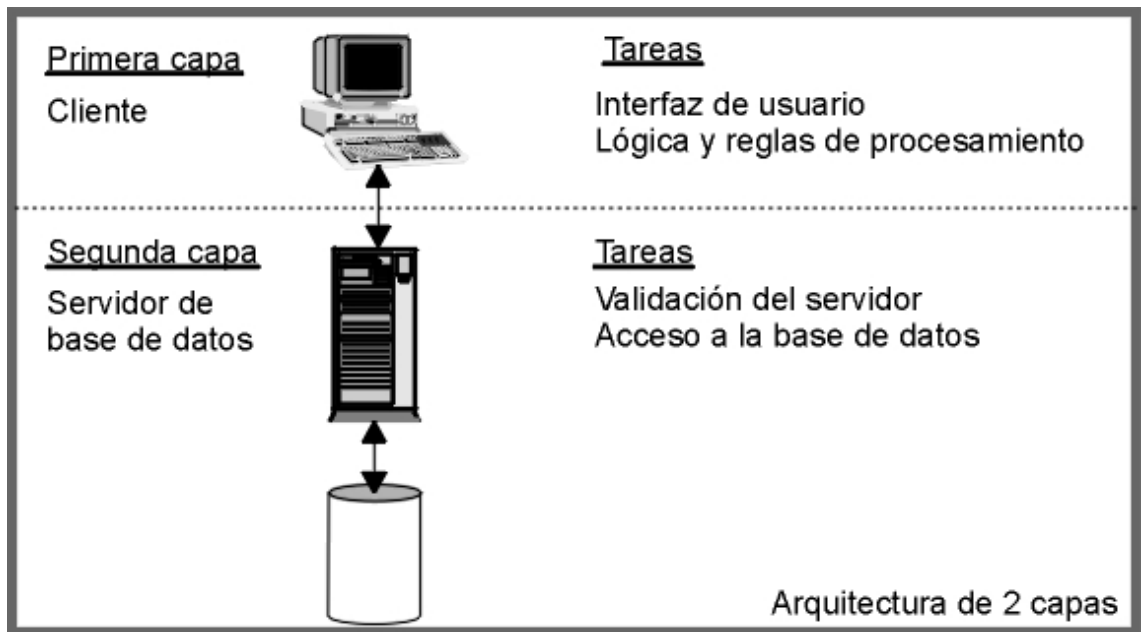 Primera capa
Cliente
Tareas
Interfaz de usuario
Lógica y reglas de procesamiento
Segunda capa
Servidor de
base de datos
Tareas
Validación del servidor
Acceso a la base de datos
Arquitectura de 2 capas